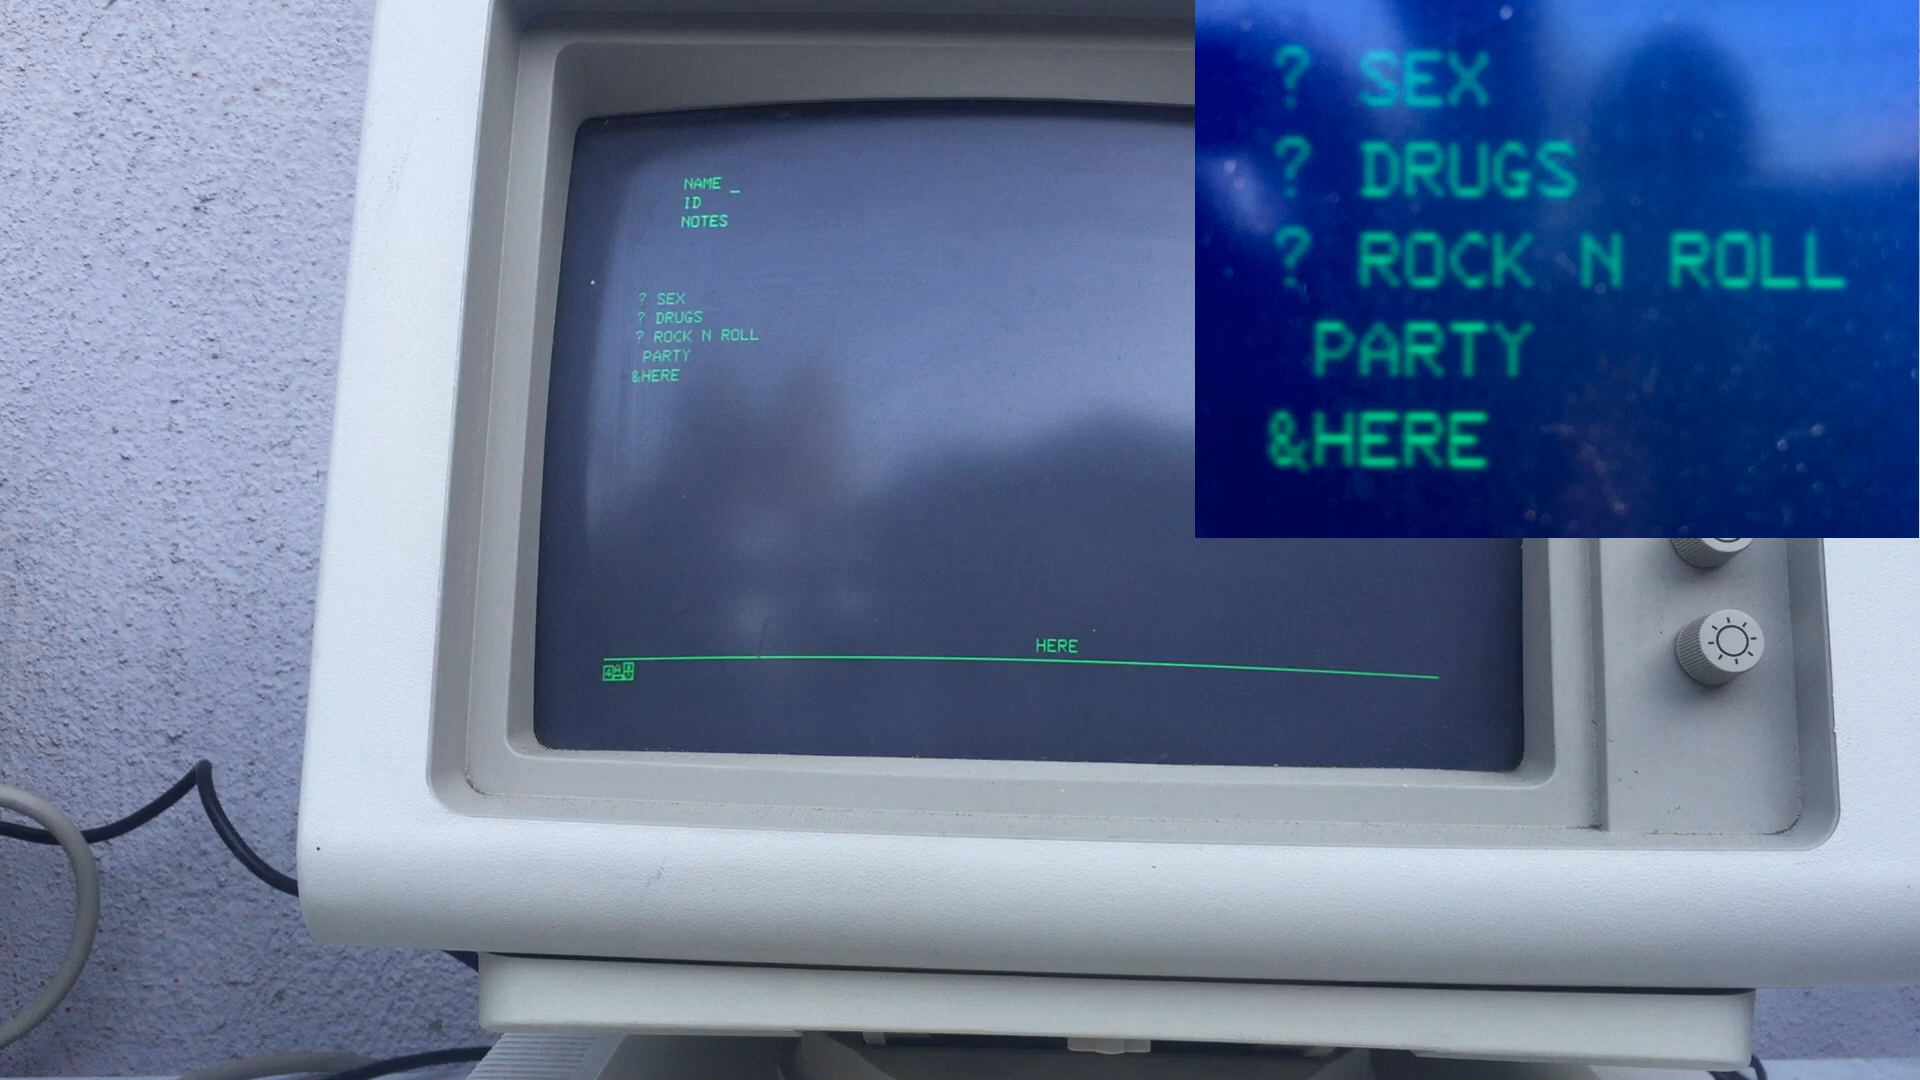 NAME _
ID
NOTES
? SEX
? DRUGS
? ROCK N ROLL
PARTY
&HERE
HERE
? SEX
? DRUGS
? ROCK N ROLL
PARTY
&HERE